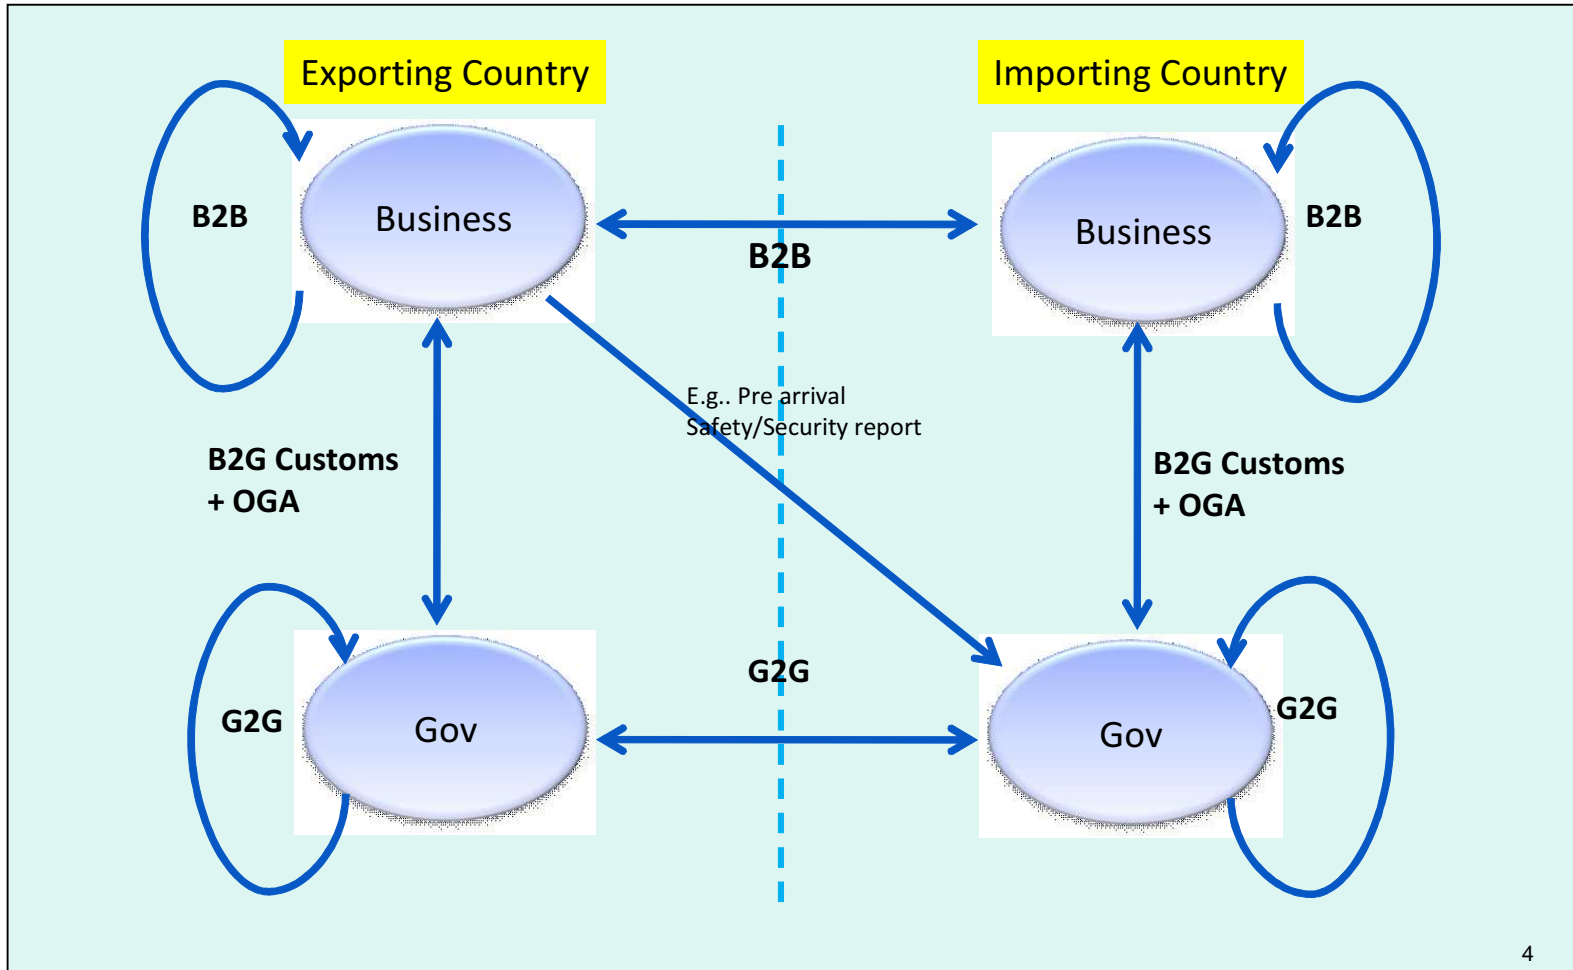 Exporting Country
Importing Country
B2B
Business
B2B
Business
B2B
E.g.. Pre arrival
Safety/Security report
B2G Customs
+ OGA
B2G Customs
+ OGA
G2G
G2G
Gov
Gov
G2G
4